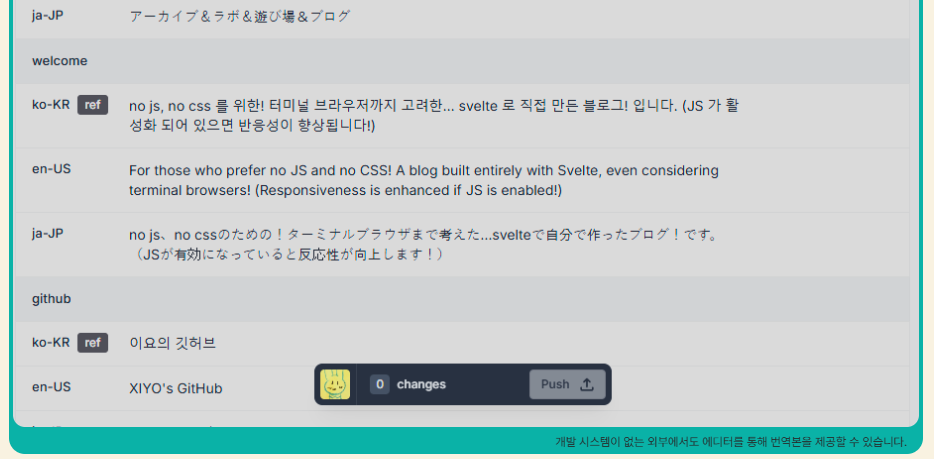 ja-JP アーカイブ＆ラボ＆遊び場＆ブログ
welcome
ko-KR ref no js, no css 를 위한! 터미널 브라우저까지 고려한... svelte 로 직접 만든 블로그! 입니다. (JS 가 활
성화 되어 있으면 반응성이 향상됩니다!)
en-US For those who prefer no JS and no CSS! A blog built entirely with Svelte, even considering
terminal browsers! (Responsiveness is enhanced if JS is enabled!)
ja-JP no js、no cssのための！ターミナルブラウザまで考えた...svelteで自分で作ったブログ！です。
（JSが有効になっていると反応性が向上します！）
github
ko-KR ref 이요의 깃허브
en-US XIYO's GitHub
0 changes Push
개발 시스템이 없는 외부에서도 에디터를 통해 번역본을 제공할 수 있습니다.